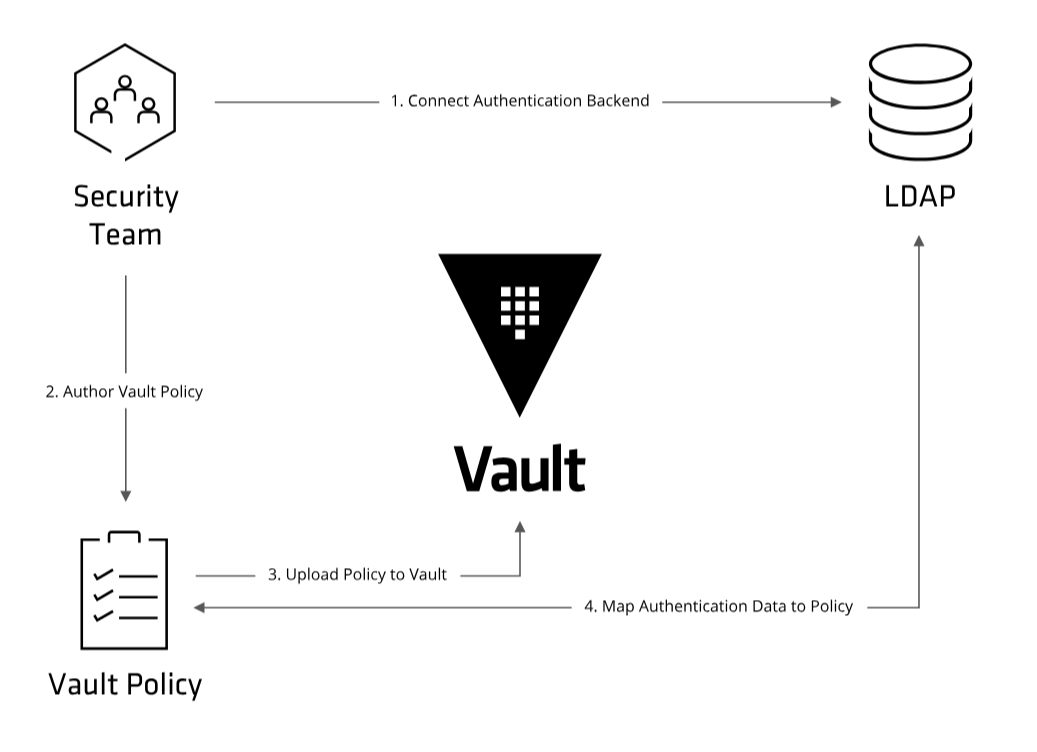 1. Connect Authentication Backend
Security
Team
LDAP
2. Author Vault Policy
Vault
3. Upload Policy to Vault
4. Map Authentication Data to Policy
Vault Policy